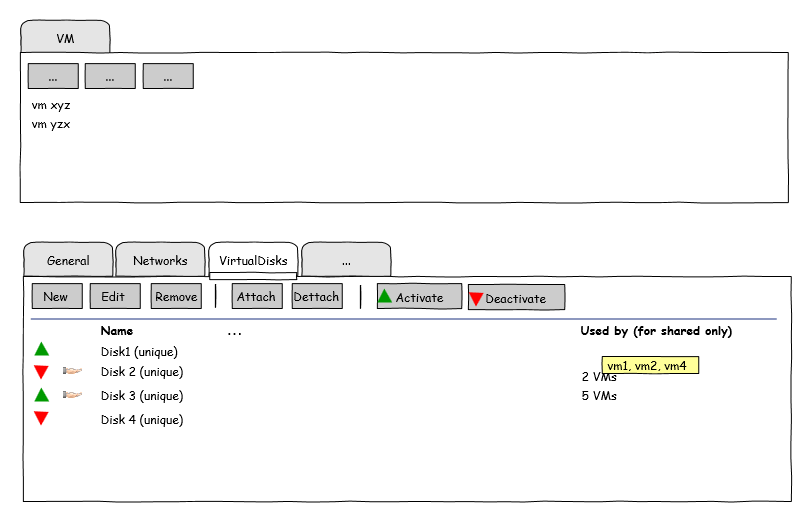 VM
... ... ...
vm xyz
vm yzx
General Networks VirtualDisks ...
New Edit Remove Attach Dettach Activate Deactivate
Name ... Used by (for shared only)
Disk1 (unique)
vm1, vm2, vm4
Disk 2 (unique) 2 VMs
Disk 3 (unique) 5 VMs
Disk 4 (unique)